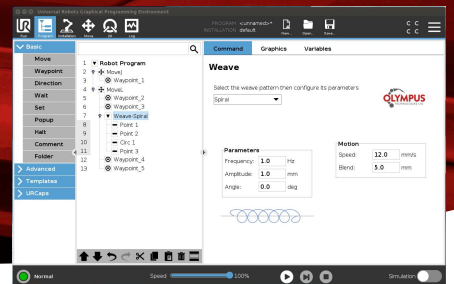 Universal Robots Graphical Programming Environment
PROGRAM <unnamed>*
INSTALLATION default
Run Program Installation Move I/O Log
New... Open... Save...
Basic
Move
Waypoint
Direction
Wait
Set
Popup
Halt
Comment
Folder
Advanced
Templates
URCaps
1 Robot Program
2 MoveJ
3 Waypoint_1
4 MoveL
5 Waypoint_2
6 Waypoint_3
7 Weave-Spiral
8 Point 1
9 Point 2
10 Circ 1
11 Point 3
12 Waypoint_4
13 Waypoint_5
Command Graphics Variables
Weave
Select the weave pattern then configure its parameters
Spiral
OLYMPUS
Parameters
Frequency: 1.0 Hz
Amplitude: 1.0 mm
Angle: 0.0 deg
Motion
Speed: 12.0 mm/s
Blend: 5.0 mm
Normal
Speed 100%
Simulation